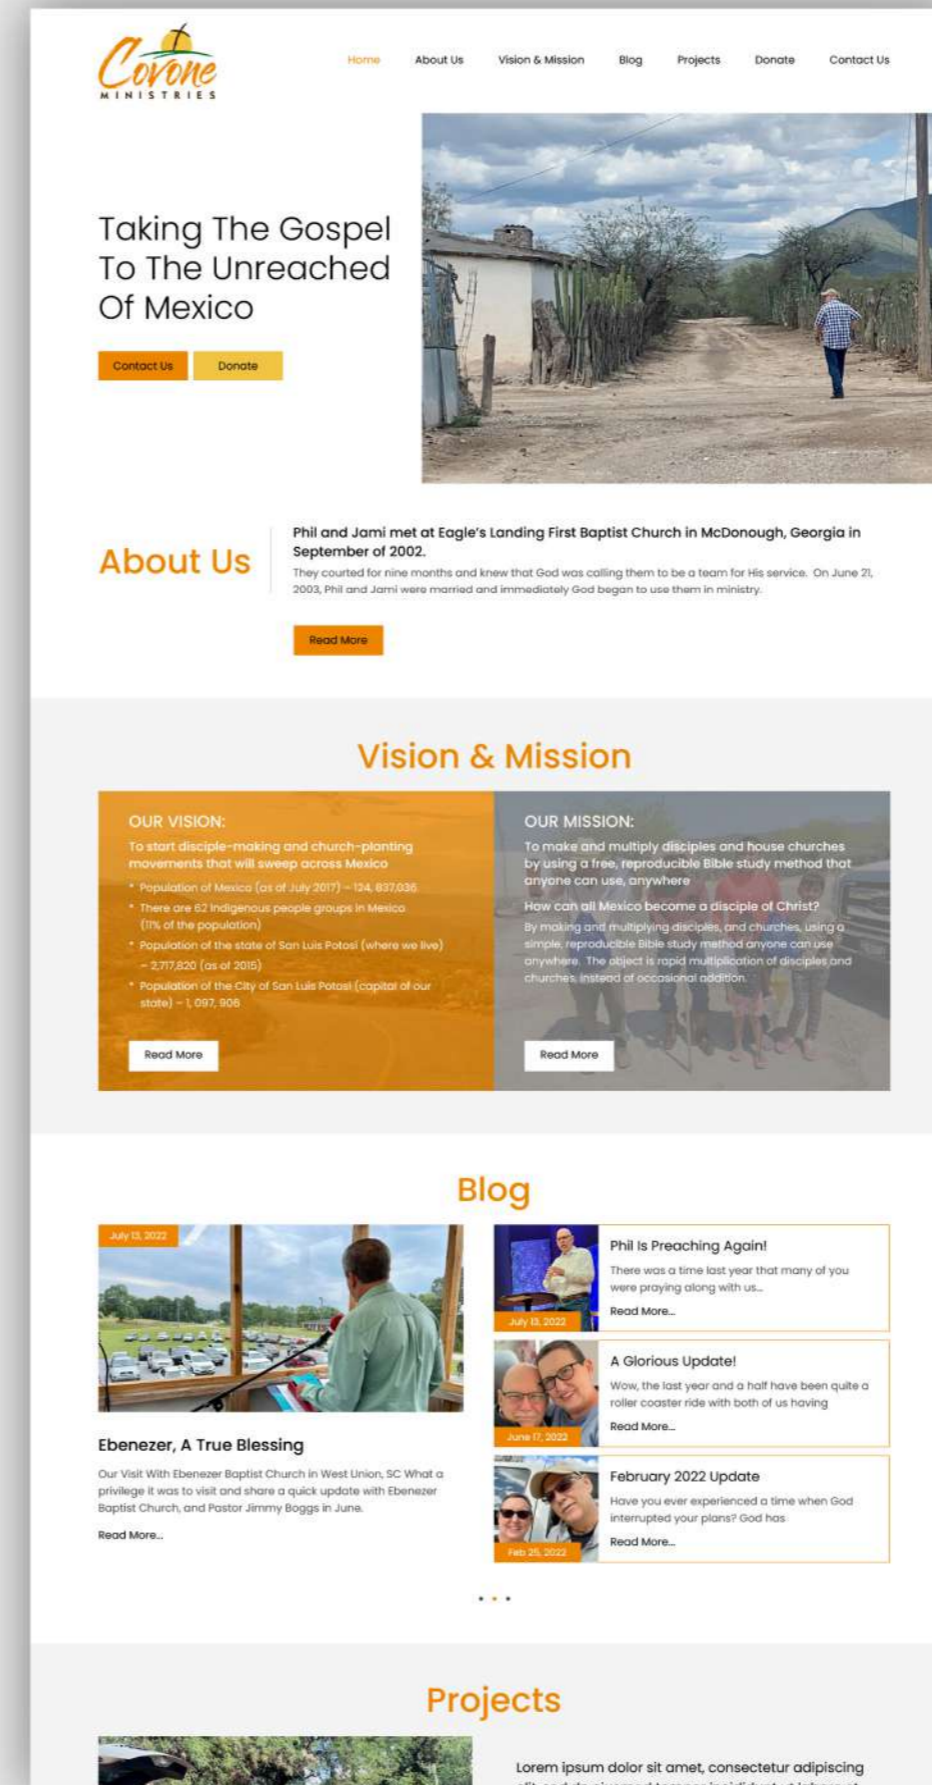 Covone
MINISTRIES
Home About Us Vision & Mission Blog Projects Donate Contact Us
Taking The Gospel
To The Unreached
Of Mexico
Contact Us Donate
About Us
Phil and Jami met at Eagle's Landing First Baptist Church in McDonough, Georgia in
September of 2002.
They courted for nine months and knew that God was calling them to be a team for His service. On June 21,
2003, Phil and Jami were married and immediately God began to use them in ministry.
Read More
Vision & Mission
OUR VISION:
To start disciple-making and church-planting
movements that will sweep across Mexico
* Population of Mexico (as of July 2017) – 124, 837,036
* There are 62 indigenous people groups in Mexico
(11% of the population)
* Population of the state of San Luis Potosi (where we live)
– 2,717,820 (as of 2015)
* Population of the City of San Luis Potosi (capital of our
state) – 1, 097, 906
Read More
OUR MISSION:
To make and multiply disciples and house churches
by using a free, reproducible Bible study method that
anyone can use, anywhere
How can all Mexico become a disciple of Christ?
By making and multiplying disciples, and churches, using a
simple, reproducible Bible study method anyone can use
anywhere. The object is rapid multiplication of disciples and
churches, instead of occasional addition.
Read More
Blog
July 13, 2022
Ebenezer, A True Blessing
Our Visit With Ebenezer Baptist Church in West Union, SC What a
privilege it was to visit and share a quick update with Ebenezer
Baptist Church, and Pastor Jimmy Boggs in June.
Read More...
July 13, 2022
Phil Is Preaching Again!
There was a time last year that many of you
were praying along with us...
Read More...
June 17, 2022
A Glorious Update!
Wow, the last year and a half have been quite a
roller coaster ride with both of us having
Read More...
Feb 25, 2022
February 2022 Update
Have you ever experienced a time when God
interrupted your plans? God has
Read More...
Projects
Lorem ipsum dolor sit amet, consectetur adipiscing